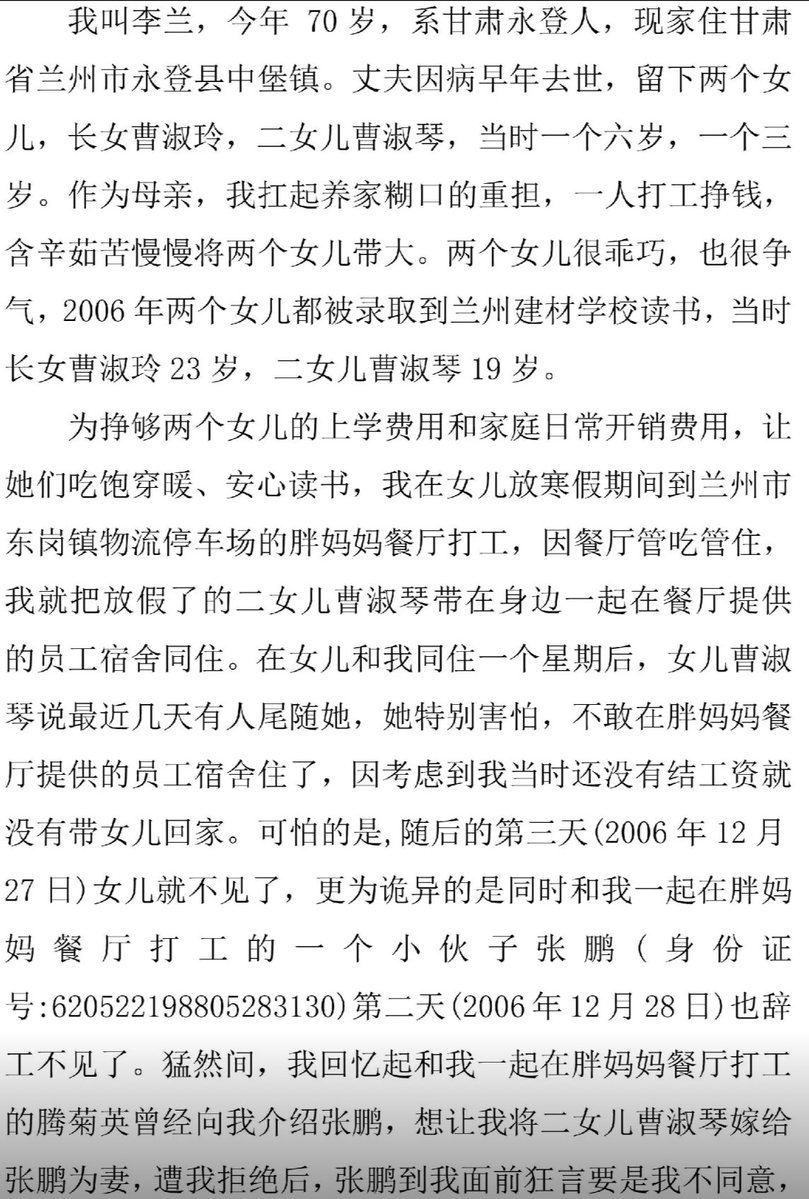 我叫李兰，今年 70 岁，系甘肃永登人，现家住甘肃
省兰州市永登县中堡镇。丈夫因病早年去世，留下两个女
儿，长女曹淑玲，二女儿曹淑琴，当时一个六岁，一个三
岁。作为母亲，我扛起养家糊口的重担，一人打工挣钱，
含辛茹苦慢慢将两个女儿带大。两个女儿很乖巧，也很争
气，2006 年两个女儿都被录取到兰州建材学校读书，当时
长女曹淑玲 23 岁，二女儿曹淑琴 19 岁。
为挣够两个女儿的上学费用和家庭日常开销费用，让
她们吃饱穿暖、安心读书，我在女儿放寒假期间到兰州市
东岗镇物流停车场的胖妈妈餐厅打工，因餐厅管吃管住，
我就把放假了的二女儿曹淑琴带在身边一起在餐厅提供
的员工宿舍同住。在女儿和我同住一个星期后，女儿曹淑
琴说最近几天有人尾随她，她特别害怕，不敢在胖妈妈餐
厅提供的员工宿舍住了，因考虑到我当时还没有结工资就
没有带女儿回家。可怕的是,随后的第三天(2006 年 12 月
27 日)女儿就不见了，更为诡异的是同时和我一起在胖妈
妈餐厅打工的一个小伙子张鹏(身份证
号:620522198805283130)第二天(2006 年 12 月 28 日)也辞
工不见了。猛然间，我回忆起和我一起在胖妈妈餐厅打工
的腾菊英曾经向我介绍张鹏，想让我将二女儿曹淑琴嫁给
张鹏为妻，遭我拒绝后，张鹏到我面前狂言要是我不同意，